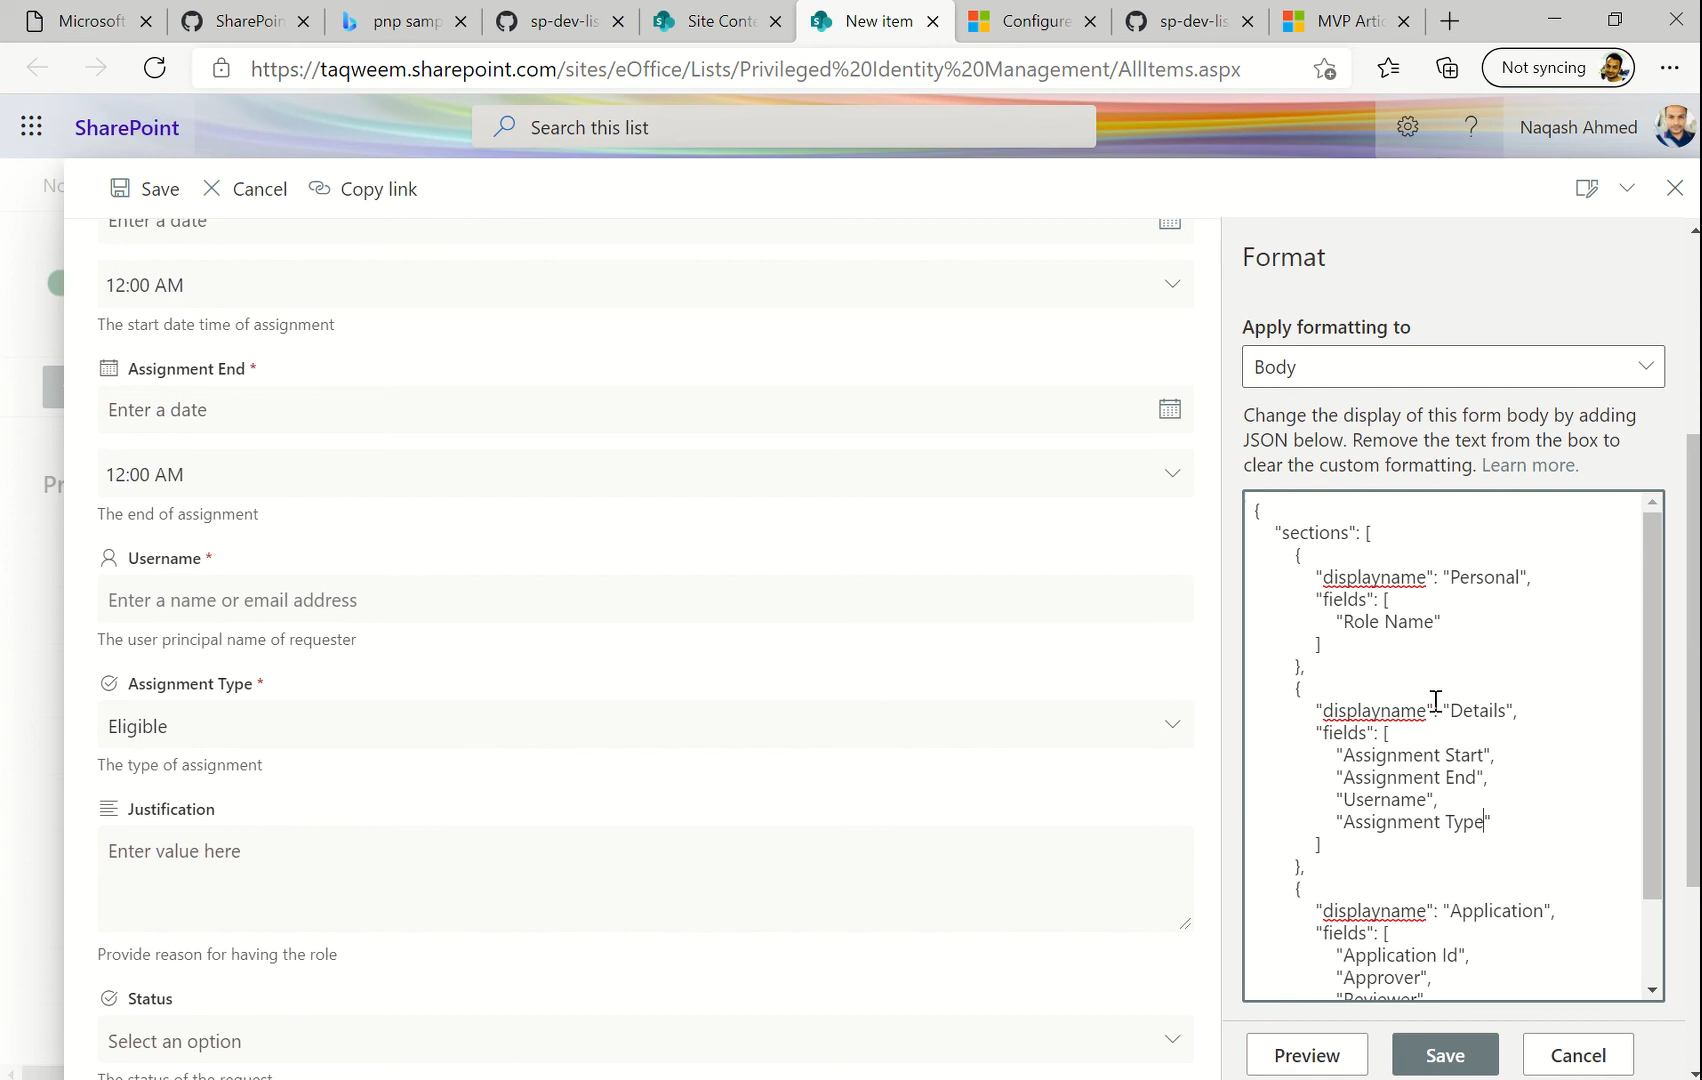 Microsoft
SharePoin
pnp samp
sp-dev-lis
Site Conte
New item
Configure
sp-dev-lis
MVP Artic
https://taqweem.sharepoint.com/sites/eOffice/Lists/Privileged%20Identity%20Management/AllItems.aspx
Not syncing
SharePoint
Search this list
Naqash Ahmed
No
Save
Cancel
Copy link
Enter a date
12:00 AM
The start date time of assignment
Assignment End *
Enter a date
12:00 AM
Pr
The end of assignment
Username *
Enter a name or email address
The user principal name of requester
Assignment Type *
Eligible
The type of assignment
Justification
Enter value here
Provide reason for having the role
Status
Select an option
The status of the request
Format
Apply formatting to
Body
Change the display of this form body by adding
JSON below. Remove the text from the box to
clear the custom formatting. Learn more.
{
"sections": [
{
"displayname": "Personal",
"fields": [
"Role Name"
]
},
{
"displayname": "Details",
"fields": [
"Assignment Start",
"Assignment End",
"Username",
"Assignment Type"
]
},
{
"displayname": "Application",
"fields": [
"Application Id",
"Approver",
"Reviewer"
Preview
Save
Cancel